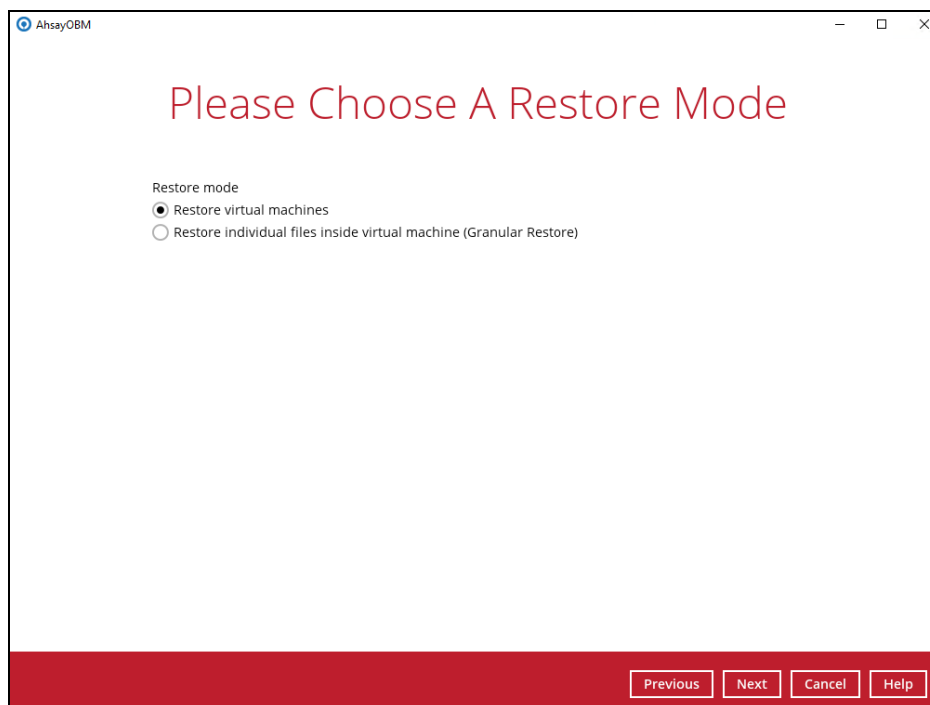 AhsayOBM
Please Choose A Restore Mode
Restore mode
Restore virtual machines
Restore individual files inside virtual machine (Granular Restore)
Previous Next Cancel Help